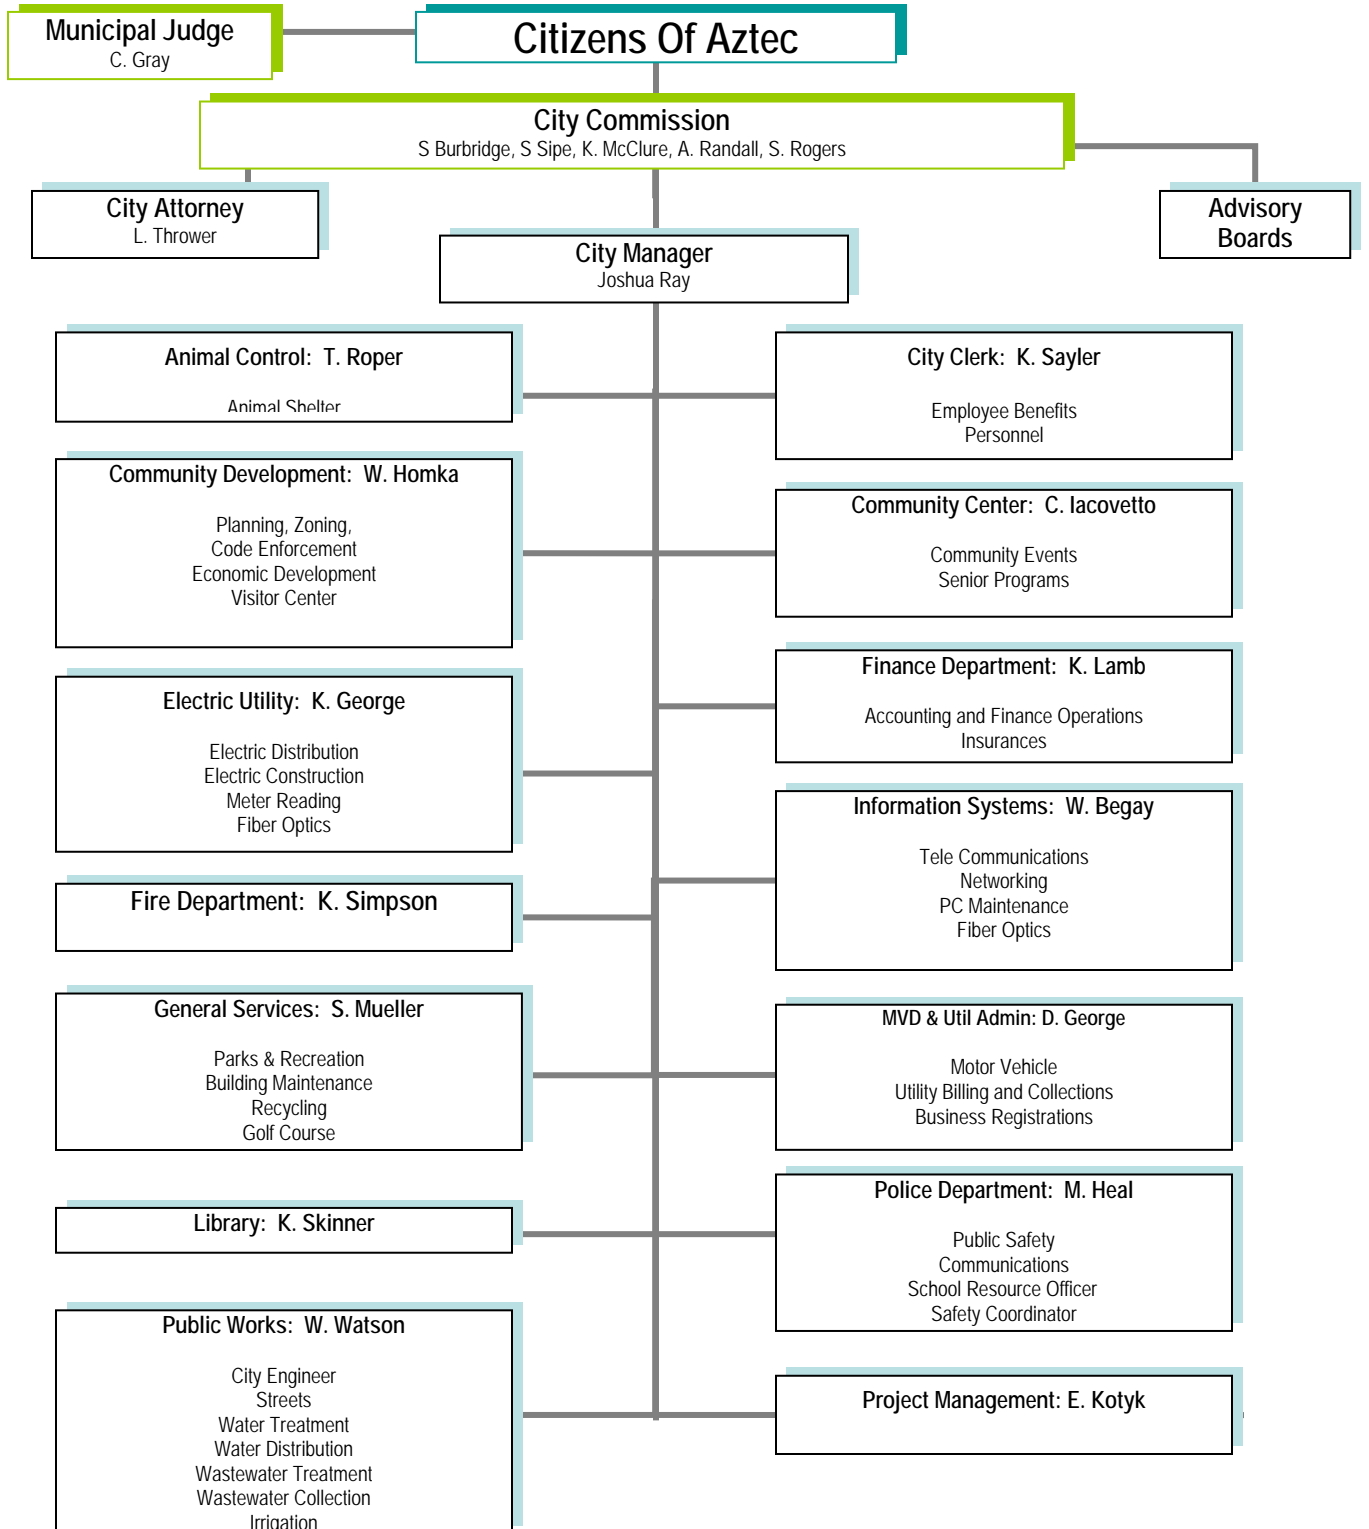 Municipal Judge
C. Gray
Citizens Of Aztec
City Commission
S Burbridge, S Sipe, K. McClure, A. Randall, S. Rogers
City Attorney
L. Thrower
Advisory
Boards
City Manager
Joshua Ray
Animal Control: T. Roper
Animal Shelter
Community Development: W. Homka
Planning, Zoning,
Code Enforcement
Economic Development
Visitor Center
Electric Utility: K. George
Electric Distribution
Electric Construction
Meter Reading
Fiber Optics
Fire Department: K. Simpson
General Services: S. Mueller
Parks & Recreation
Building Maintenance
Recycling
Golf Course
Library: K. Skinner
Public Works: W. Watson
City Engineer
Streets
Water Treatment
Water Distribution
Wastewater Treatment
Wastewater Collection
Irrigation
City Clerk: K. Sayler
Employee Benefits
Personnel
Community Center: C. Iacovetto
Community Events
Senior Programs
Finance Department: K. Lamb
Accounting and Finance Operations
Insurances
Information Systems: W. Begay
Tele Communications
Networking
PC Maintenance
Fiber Optics
MVD & Util Admin: D. George
Motor Vehicle
Utility Billing and Collections
Business Registrations
Police Department: M. Heal
Public Safety
Communications
School Resource Officer
Safety Coordinator
Project Management: E. Kotyk